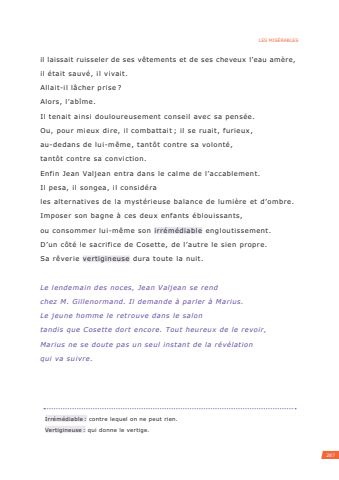 LES MISÉRABLES
il laissait ruisseler de ses vêtements et de ses cheveux l'eau amère,
il était sauvé, il vivait.
Allait-il lâcher prise ?
Alors, l'abîme.
Il tenait ainsi douloureusement conseil avec sa pensée.
Ou, pour mieux dire, il combattait ; il se ruait, furieux,
au-dedans de lui-même, tantôt contre sa volonté,
tantôt contre sa conviction.
Enfin Jean Valjean entra dans le calme de l'accablement.
Il pesa, il songea, il considéra
les alternatives de la mystérieuse balance de lumière et d'ombre.
Imposer son bagne à ces deux enfants éblouissants,
ou consommer lui-même son irrémédiable engloutissement.
D'un côté le sacrifice de Cosette, de l'autre le sien propre.
Sa rêverie vertigineuse dura toute la nuit.
Le lendemain des noces, Jean Valjean se rend
chez M. Gillenormand. Il demande à parler à Marius.
Le jeune homme le retrouve dans le salon
tandis que Cosette dort encore. Tout heureux de le revoir,
Marius ne se doute pas un seul instant de la révélation
qui va suivre.
Irrémédiable : contre lequel on ne peut rien.
Vertigineuse : qui donne le vertige.
267